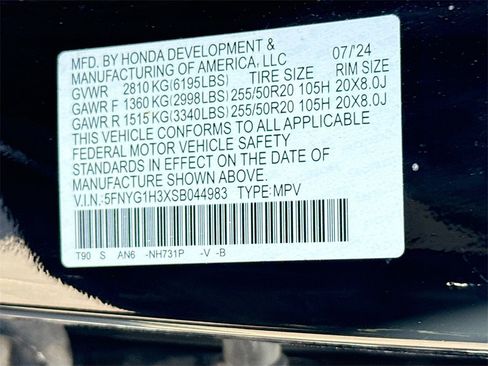 MFD. BY HONDA DEVELOPMENT &
MANUFACTURING OF AMERICA, LLC 07/24
GVWR 2810 KG(6195LBS) TIRE SIZE RIM SIZE
GAWR F 1360 KG(2998LBS) 255/50R20 105H 20X8.0J
GAWR R 1515 KG(3340LBS) 255/50R20 105H 20X8.0J
THIS VEHICLE CONFORMS TO ALL APPLICABLE
FEDERAL MOTOR VEHICLE SAFETY
STANDARDS IN EFFECT ON THE DATE OF
MANUFACTURE SHOWN ABOVE.
V.I.N.:5FNYG1H3XSB044983 TYPE:MPV
T90 S AN6 -NH731P -V -B